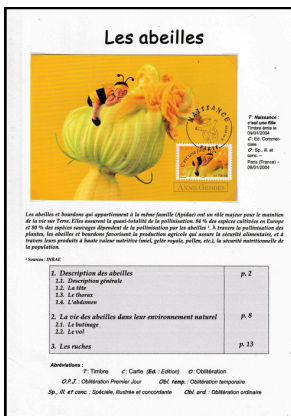 Les abeilles
NAISSANCE
ANNE GEDDES
T: Naissance :
c'est une fille
Timbre émis le
09/01/2004
C: Ed. Commer-
ciale
O: Sp., ill. et
conc. –
Paris (France) -
09/01/2004
Les abeilles et bourdons qui appartiennent à la même famille (Apidae) ont un rôle majeur pour le maintien
de la vie sur Terre. Elles assurent la quasi-totalité de la pollinisation. 84 % des espèces cultivées en Europe
et 80 % des espèces sauvages dépendent de la pollinisation par les abeilles ¹. À travers la pollinisation des
plantes, les abeilles et bourdons favorisent la production agricole qui assure la sécurité alimentaire, et à
travers leurs produits à haute valeur nutritive (miel, gelée royale, pollen, etc), la sécurité nutritionnelle de
la population.
¹ Sources : INRAE
1. Description des abeilles p. 2
1.1. Description générale
1.2. La tête
1.3. Le thorax
1.4. L'abdomen
2. La vie des abeilles dans leur environnement naturel p. 8
2.1. Le butinage
2.2. Le vol
3. Les ruches p. 13
Abréviations :
T: Timbre C: Carte (Ed. : Edition) O: Oblitération
O.P.J. : Oblitération Premier Jour Obl. temp. : Oblitération temporaire
Sp., ill. et conc. : Spéciale, illustrée et concordante Obl. ord. : Oblitération ordinaire